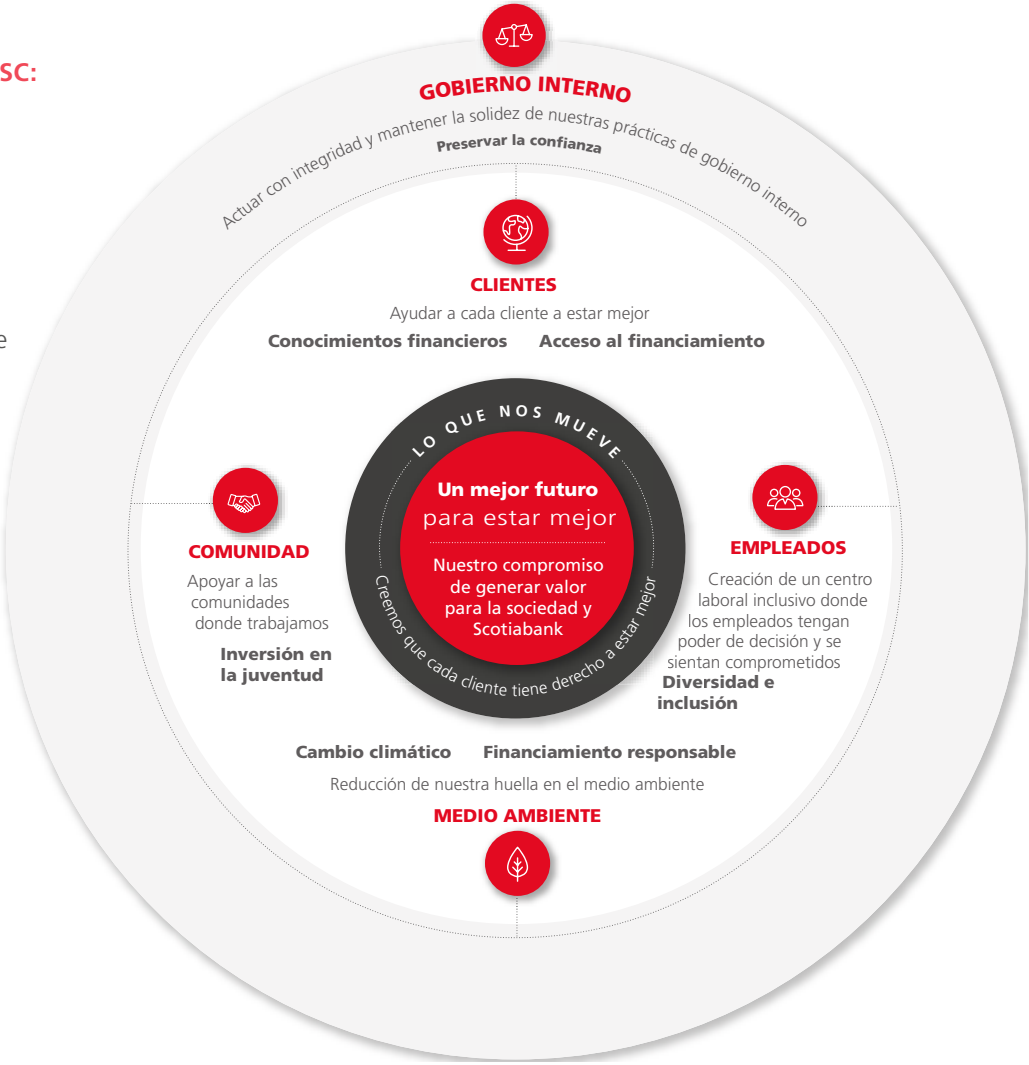 SC:
GOBIERNO INTERNO
Actuar con integridad y mantener la solidez de nuestras prácticas de gobierno interno
Preservar la confianza
CLIENTES
Ayudar a cada cliente a estar mejor
Conocimientos financieros
Acceso al financiamiento
e
LO QUE NOS MUEVE
Un mejor futuro
para estar mejor
Nuestro compromiso
de generar valor
para la sociedad y
Scotiabank
Creemos que cada cliente tiene derecho a estar mejor
COMUNIDAD
Apoyar a las
comunidades
donde trabajamos
Inversión en
la juventud
EMPLEADOS
Creación de un centro
laboral inclusivo donde
los empleados tengan
poder de decisión y se
sientan comprometidos
Diversidad e
inclusión
Cambio climático
Financiamiento responsable
Reducción de nuestra huella en el medio ambiente
MEDIO AMBIENTE